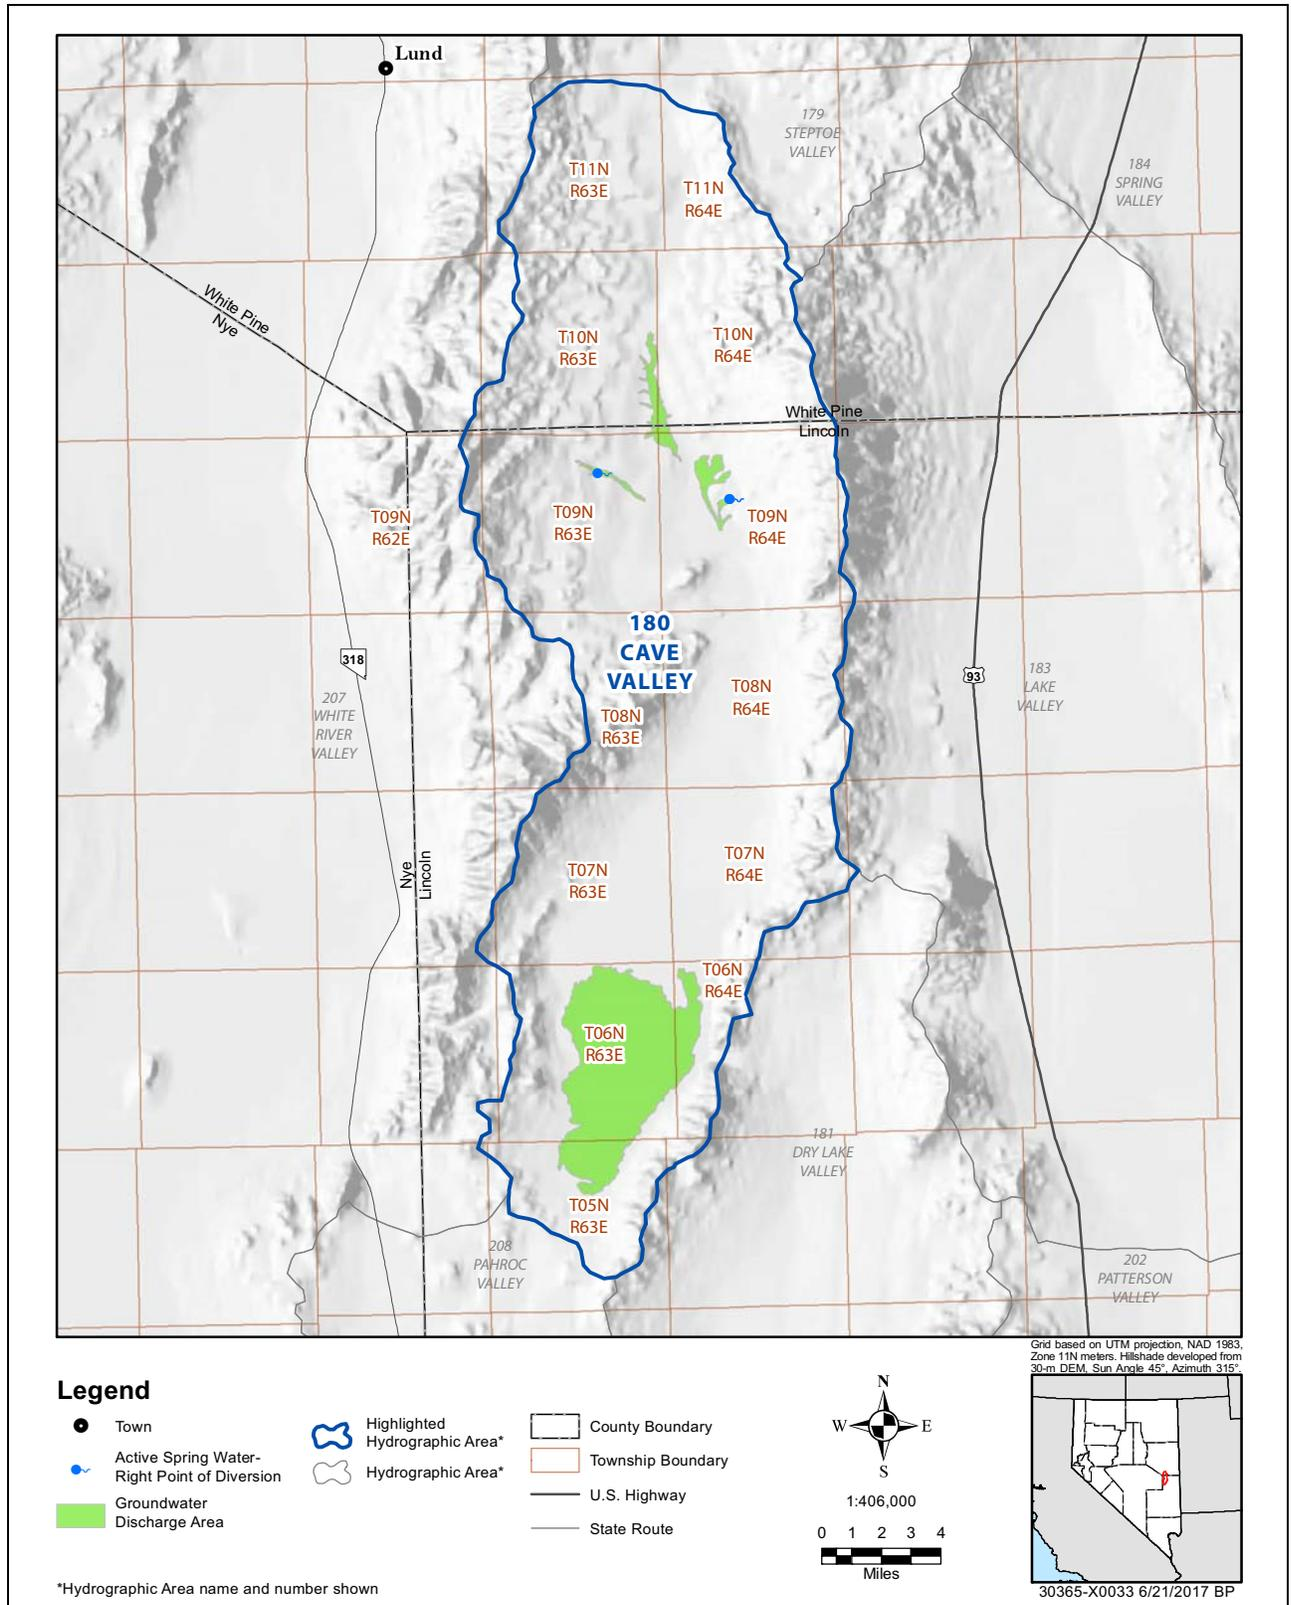 Lund
179
STEPTOE
VALLEY
184
SPRING
VALLEY
T11N
R63E
T11N
R64E
White Pine
Nye
T10N
R63E
T10N
R64E
White Pine
Lincoln
T09N
R62E
T09N
R63E
T09N
R64E
180
CAVE
VALLEY
318
93
183
LAKE
VALLEY
207
WHITE
RIVER
VALLEY
T08N
R63E
T08N
R64E
Nye
Lincoln
T07N
R63E
T07N
R64E
T06N
R64E
T06N
R63E
181
DRY LAKE
VALLEY
T05N
R63E
208
PAHROC
VALLEY
202
PATTERSON
VALLEY
Grid based on UTM projection, NAD 1983,
Zone 11N meters. Hillshade developed from
30-m DEM, Sun Angle 45°, Azimuth 315°.
Legend
Town
Active Spring Water-
Right Point of Diversion
Groundwater
Discharge Area
Highlighted
Hydrographic Area*
Hydrographic Area*
County Boundary
Township Boundary
U.S. Highway
State Route
N
W
E
S
1:406,000
0 1 2 3 4
Miles
*Hydrographic Area name and number shown
30365-X0033 6/21/2017 BP